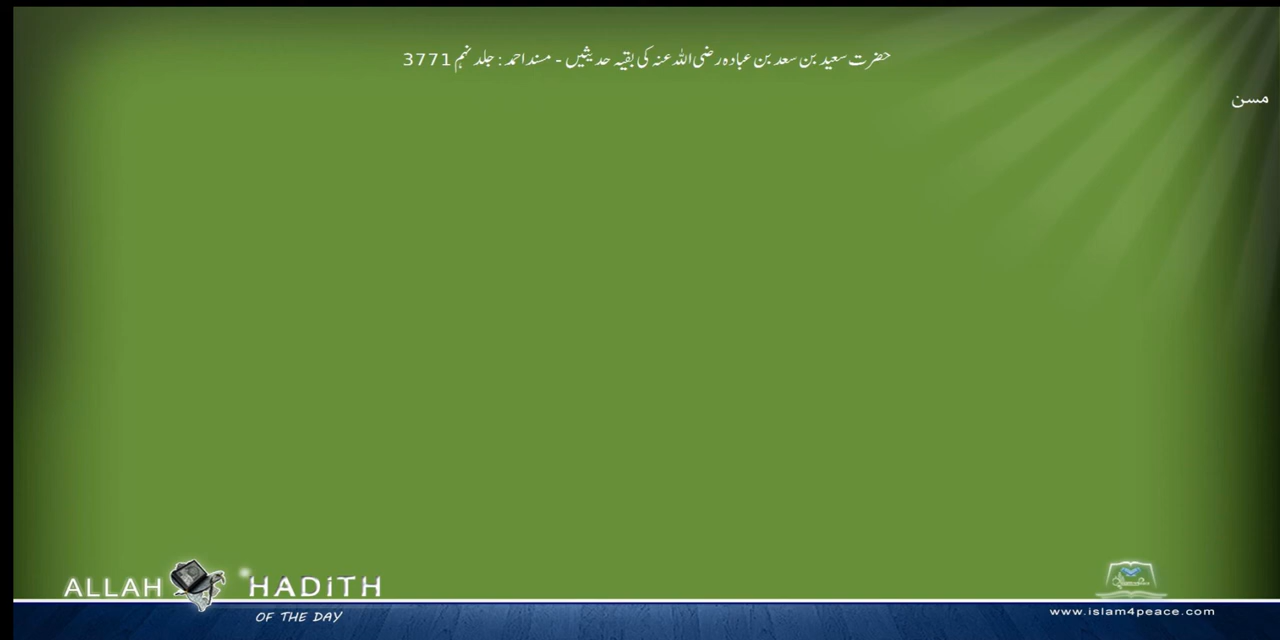 حضرت سعید بن سعد بن عبادہ رضی اللہ عنہ کی بقیہ حدیثیں - مسند احمد : جلد نہم 3771
مسن
ALLAH HADiTH
OF THE DAY
www.islam4peace.com